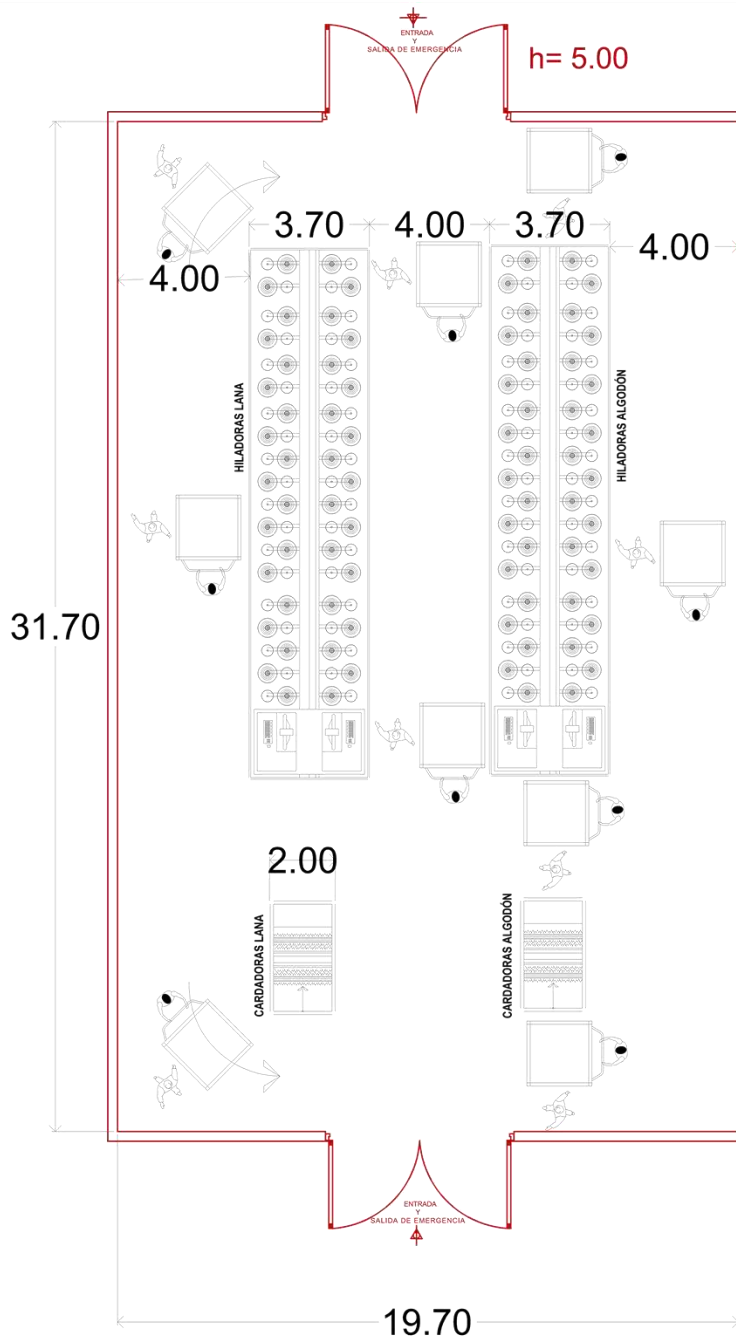 ENTRADA
Y
SALIDA DE EMERGENCIA
h= 5.00
3.70
4.00
3.70
4.00
4.00
HILADORAS LANA
HILADORAS ALGODÓN
31.70
2.00
CARDADORAS LANA
CARDADORAS ALGODÓN
ENTRADA
Y
SALIDA DE EMERGENCIA
19.70